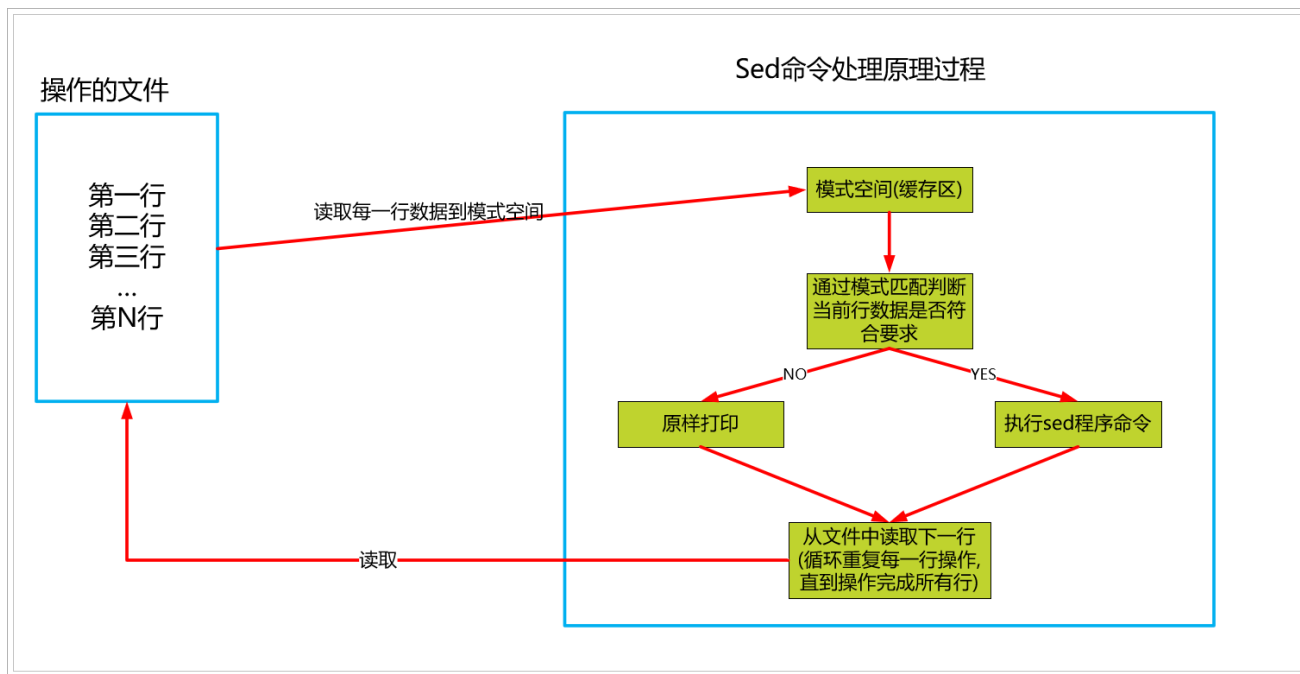 Sed命令处理原理过程
操作的文件
第一行
第二行
第三行
...
第N行
读取每一行数据到模式空间
模式空间(缓存区)
通过模式匹配判断
当前行数据是否符
合要求
NO
YES
原样打印
执行sed程序命令
从文件中读取下一行
(循环重复每一行操作,
直到操作完成所有行)
读取